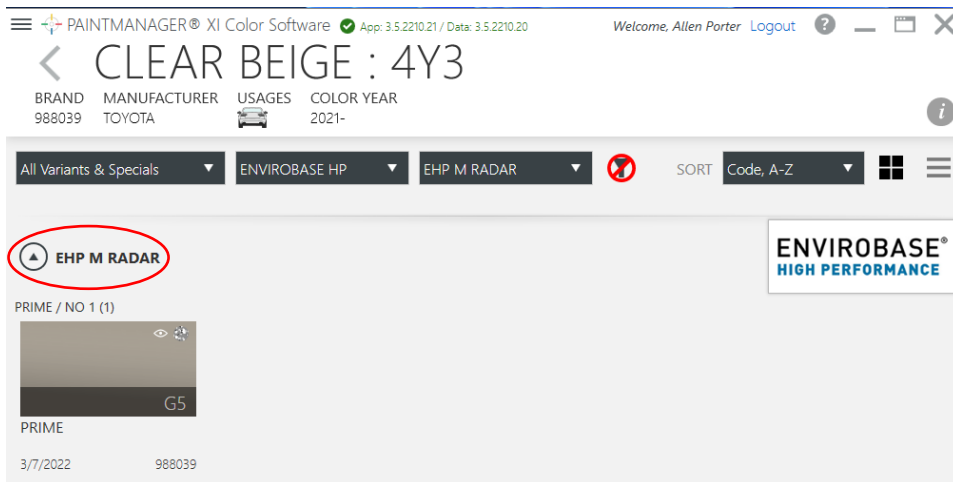 PAINTMANAGER® XI Color Software App: 3.5.2210.21 / Data: 3.5.2210.20 Welcome, Allen Porter Logout ?
CLEAR BEIGE : 4Y3
BRAND MANUFACTURER USAGES COLOR YEAR
988039 TOYOTA 2021-
i
All Variants & Specials ENVIROBASE HP EHP M RADAR SORT Code, A-Z
ENVIROBASE®
HIGH PERFORMANCE
EHP M RADAR
PRIME / NO 1 (1)
G5
PRIME
3/7/2022 988039